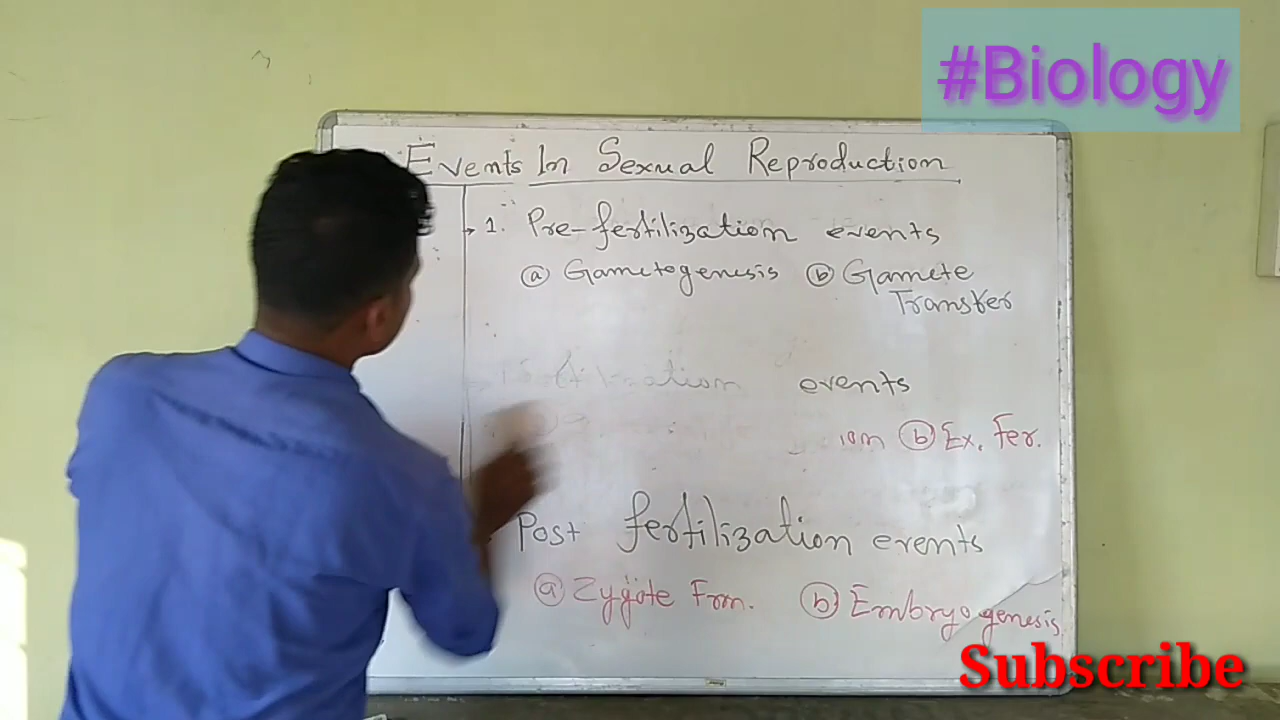 #Biology
Events In Sexual Reproduction
→ 1. Pre-fertilization events
ⓐ Gametogenesis ⓑ Gamete
Transfer
events
ⓑ Ex. Fer.
Post fertilization events
ⓐ Zygote Frm. ⓑ Embryogenesis
Subscribe